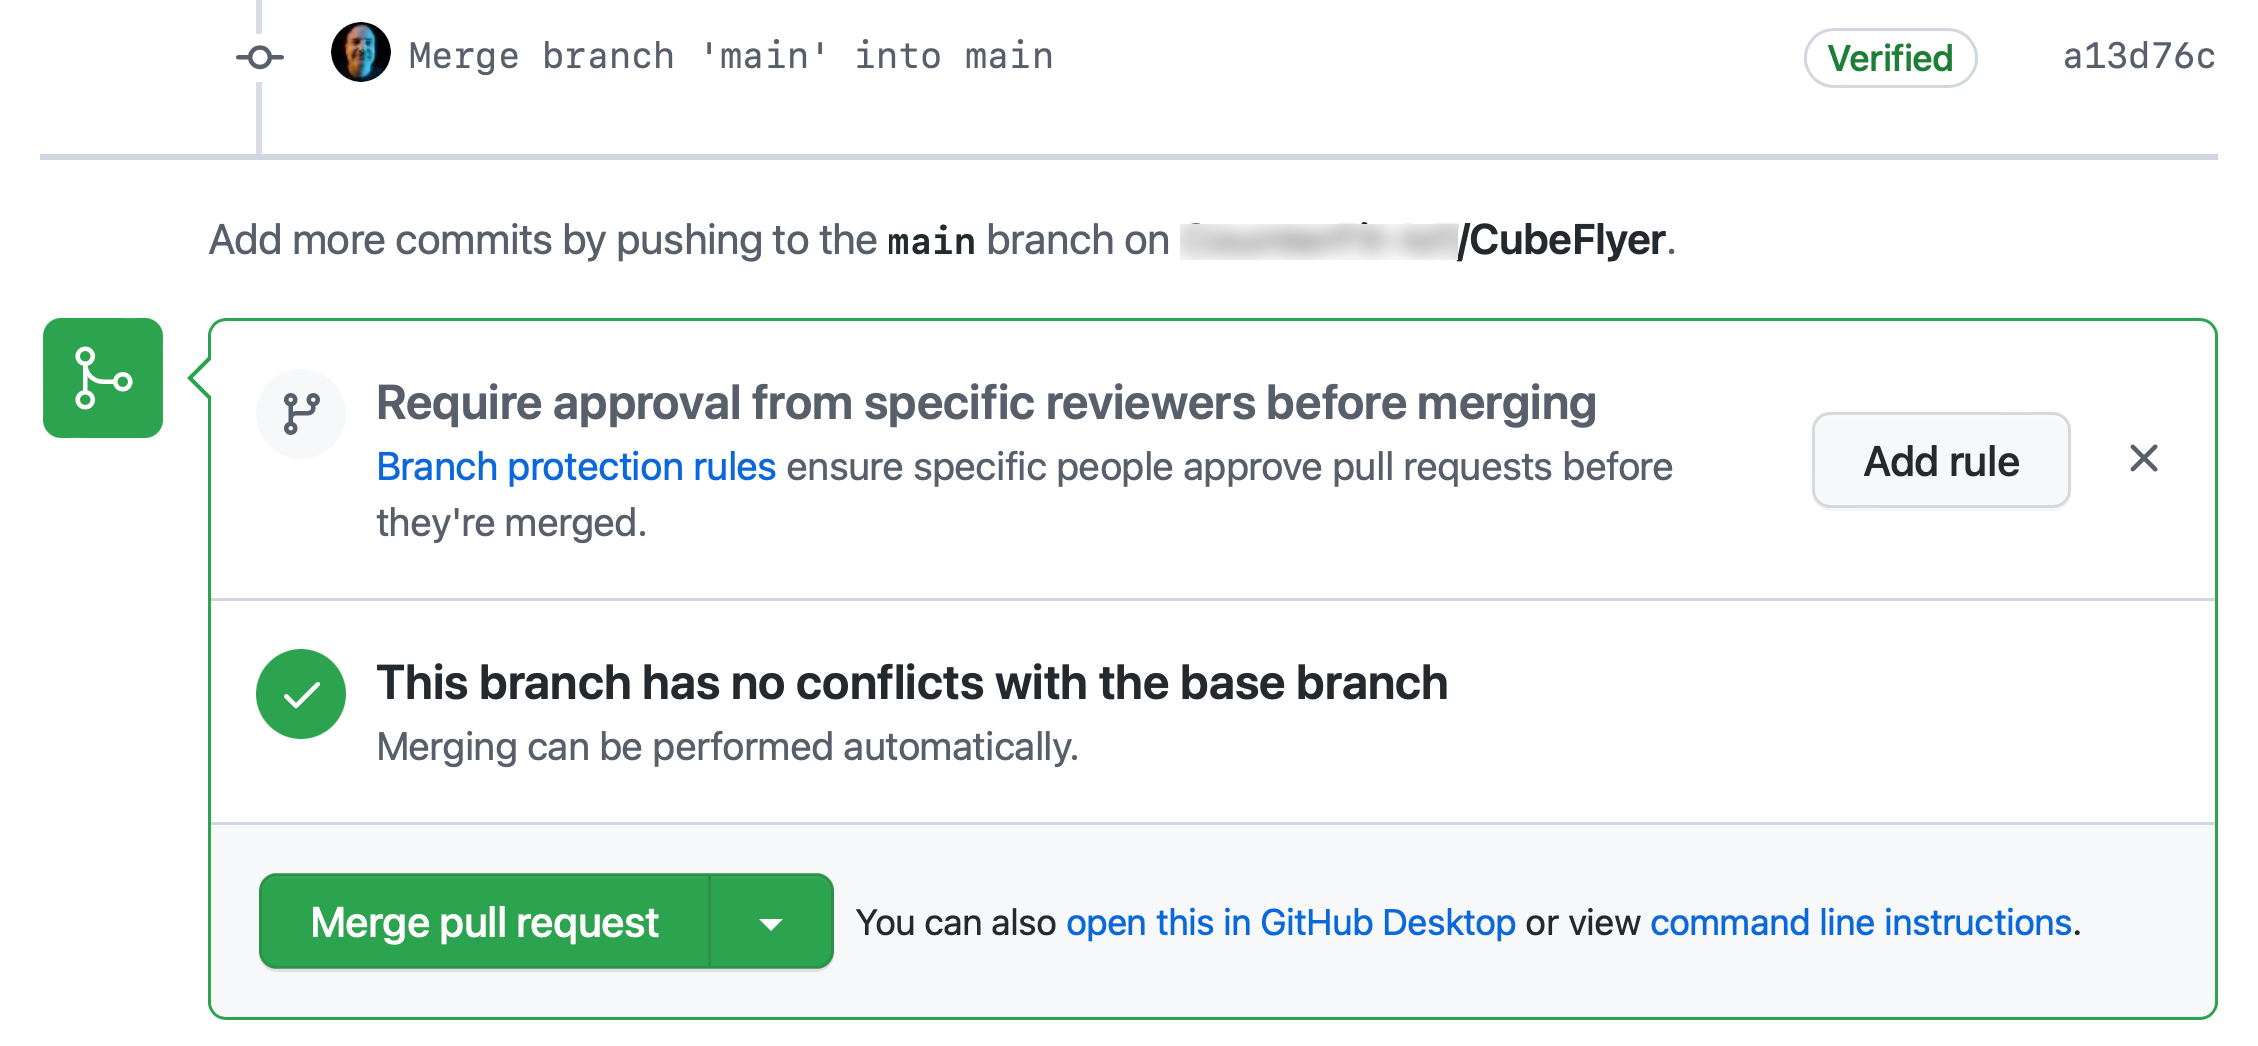 Merge branch 'main' into main Verified a13d76c
Add more commits by pushing to the main branch on /CubeFlyer.
Require approval from specific reviewers before merging
Branch protection rules ensure specific people approve pull requests before
they're merged.
Add rule
This branch has no conflicts with the base branch
Merging can be performed automatically.
Merge pull request You can also open this in GitHub Desktop or view command line instructions.